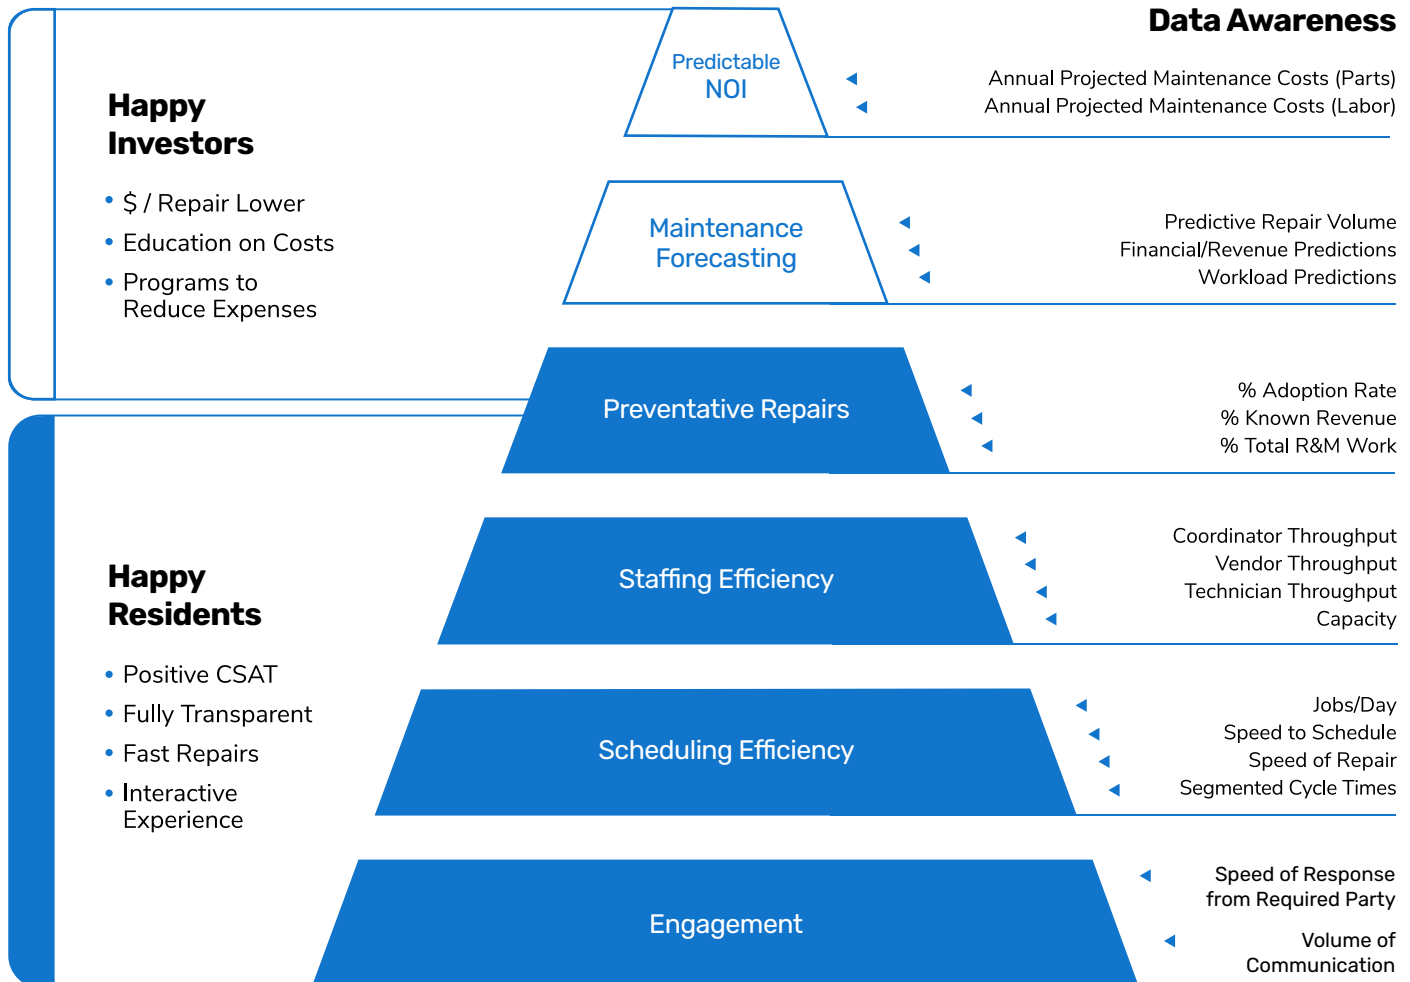 Data Awareness
Happy
Investors
• $ / Repair Lower
• Education on Costs
• Programs to
Reduce Expenses
Happy
Residents
• Positive CSAT
• Fully Transparent
• Fast Repairs
• Interactive
Experience
Predictable
NOI
Annual Projected Maintenance Costs (Parts)
Annual Projected Maintenance Costs (Labor)
Maintenance
Forecasting
Predictive Repair Volume
Financial/Revenue Predictions
Workload Predictions
Preventative Repairs
% Adoption Rate
% Known Revenue
% Total R&M Work
Staffing Efficiency
Coordinator Throughput
Vendor Throughput
Technician Throughput
Capacity
Scheduling Efficiency
Jobs/Day
Speed to Schedule
Speed of Repair
Segmented Cycle Times
Engagement
Speed of Response
from Required Party
Volume of
Communication